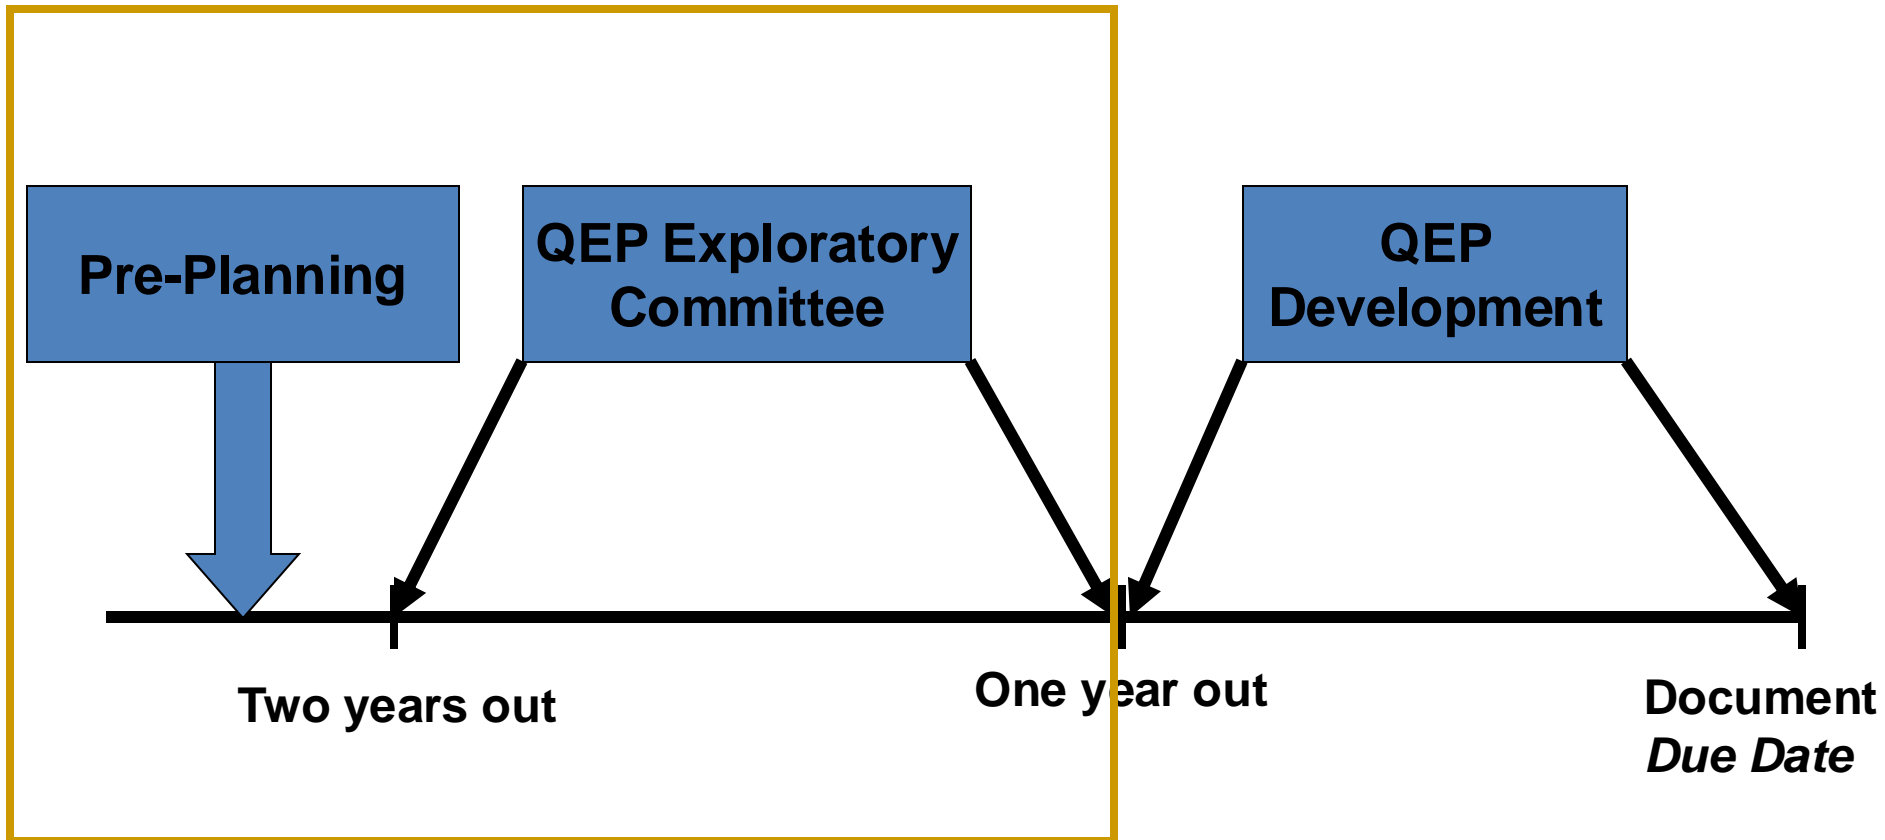 Pre-Planning
QEP Exploratory
Committee
QEP
Development
Two years out
One year out
Document
Due Date